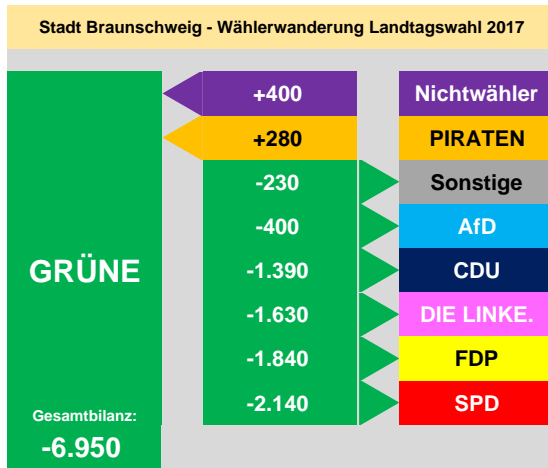 Stadt Braunschweig - Wählerwanderung Landtagswahl 2017
+400 Nichtwähler
+280 PIRATEN
-230 Sonstige
-400 AfD
GRÜNE -1.390 CDU
-1.630 DIE LINKE.
-1.840 FDP
-2.140 SPD
Gesamtbilanz:
-6.950